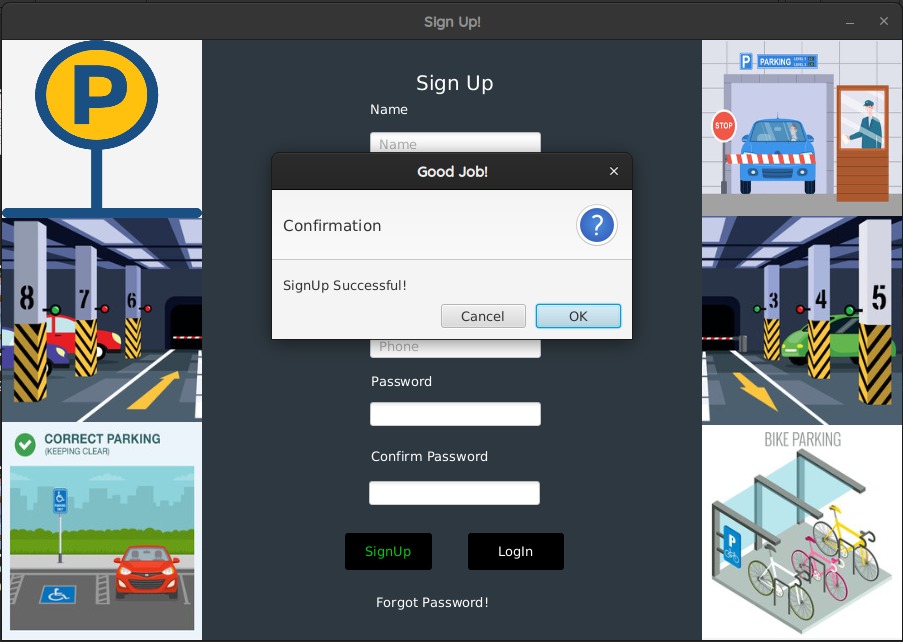 Sign Up!
P
P PARKING
STOP
8
7
6
3
4
5
CORRECT PARKING
(KEEPING CLEAR)
BIKE PARKING
P
Sign Up
Name
Name
Good Job!
Confirmation
?
SignUp Successful!
Cancel
OK
Phone
Password
Confirm Password
SignUp
LogIn
Forgot Password!